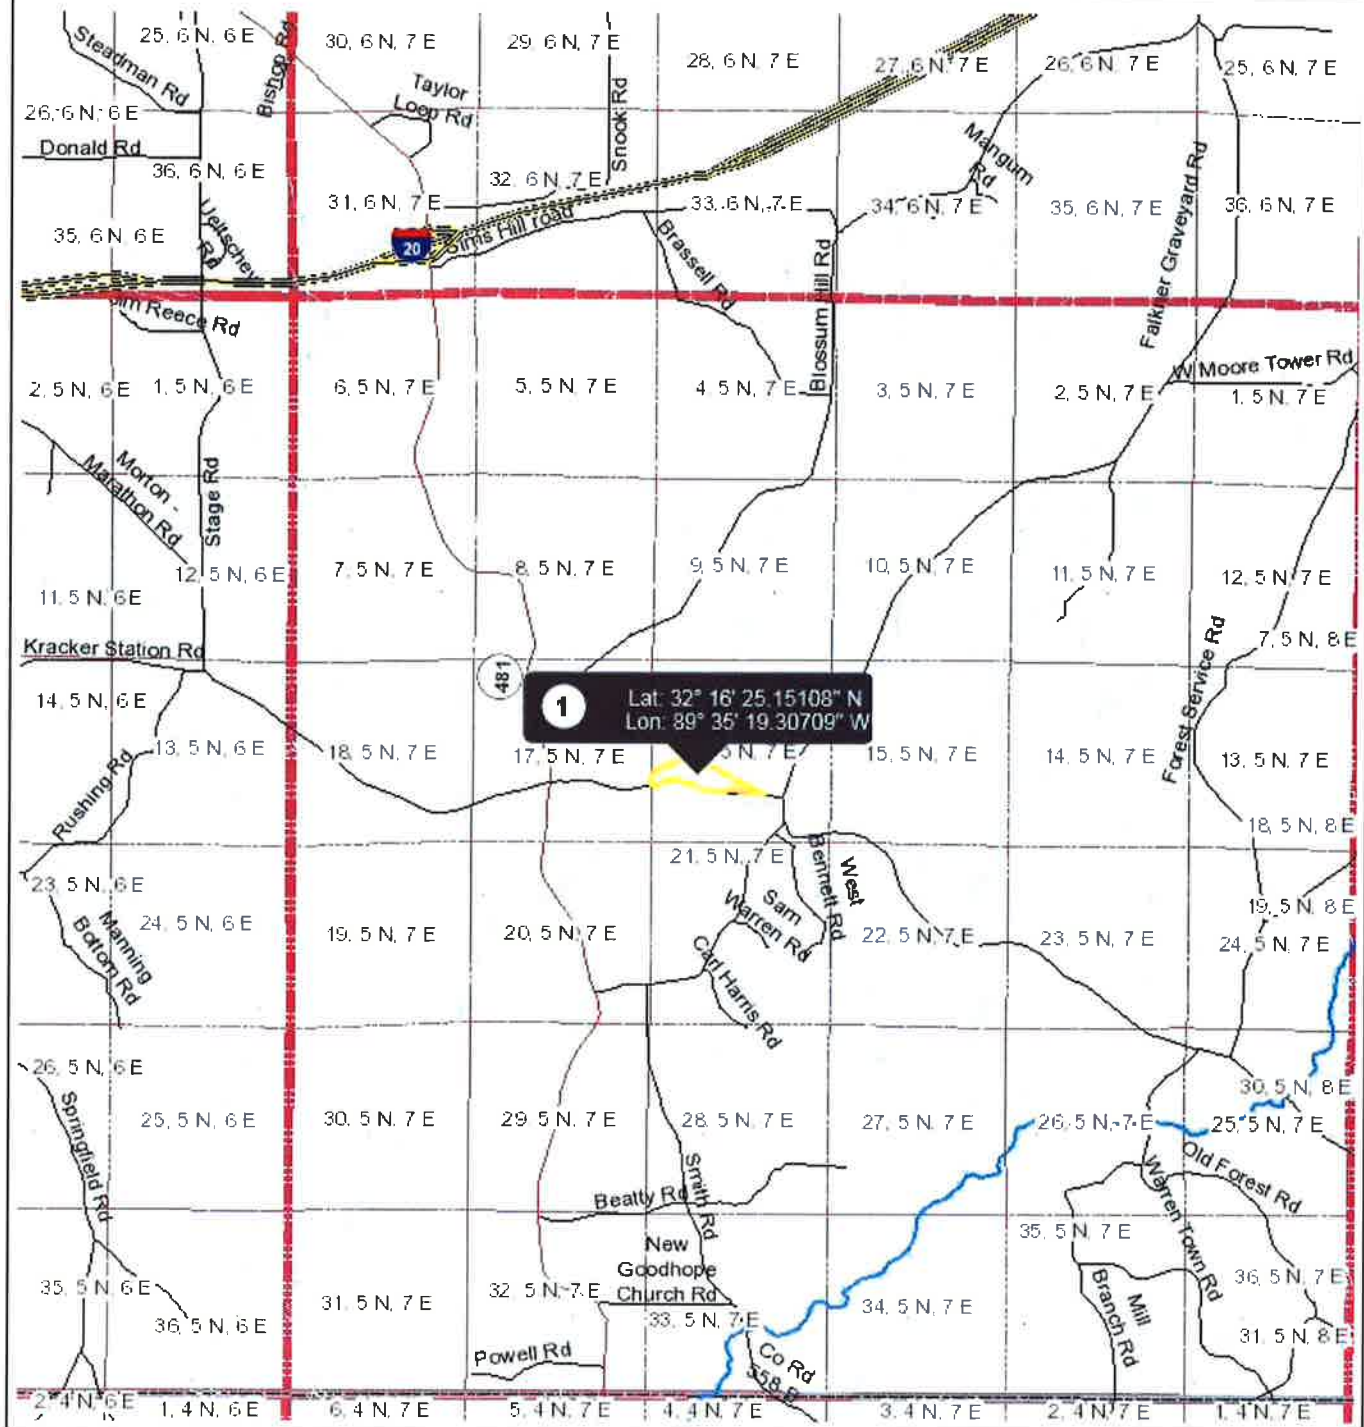 25, 6 N, 6 E
30, 6 N, 7 E
29, 6 N, 7 E
28, 6 N, 7 E
27, 6 N, 7 E
26, 6 N, 7 E
25, 6 N, 7 E
Steadman Rd
Bishop Rd
Taylor
Loop Rd
Snook Rd
26, 6 N, 6 E
Donald Rd
36, 6 N, 6 E
31, 6 N, 7 E
32, 6 N, 7 E
33, 6 N, 7 E
34, 6 N, 7 E
Mangum
Rd
35, 6 N, 7 E
Falkner Graveyard Rd
36, 6 N, 7 E
35, 6 N, 6 E
Ueltschey
Rd
20
Sims Hill road
Brassell Rd
Blossum Hill Rd
Jim Reece Rd
W Moore Tower Rd
2, 5 N, 6 E
1, 5 N, 6 E
6, 5 N, 7 E
5, 5 N, 7 E
4, 5 N, 7 E
3, 5 N, 7 E
2, 5 N, 7 E
1, 5 N, 7 E
Morton -
Marathon Rd
Stage Rd
11, 5 N, 6 E
12, 5 N, 6 E
7, 5 N, 7 E
8, 5 N, 7 E
9, 5 N, 7 E
10, 5 N, 7 E
11, 5 N, 7 E
12, 5 N, 7 E
7, 5 N, 8 E
Kracker Station Rd
481
Forest Service Rd
14, 5 N, 6 E
1
Lat: 32° 16' 25.15108" N
Lon: 89° 35' 19.30709" W
13, 5 N, 6 E
18, 5 N, 7 E
17, 5 N, 7 E
5 N, 7 E
15, 5 N, 7 E
14, 5 N, 7 E
13, 5 N, 7 E
Rushing Rd
18, 5 N, 8 E
21, 5 N, 7 E
West
Bennett Rd
23, 5 N, 6 E
24, 5 N, 6 E
Manning
Bottom Rd
19, 5 N, 7 E
20, 5 N, 7 E
Sam
Warren Rd
22, 5 N, 7 E
23, 5 N, 7 E
19, 5 N, 8 E
24, 5 N, 7 E
Carl Harris Rd
26, 5 N, 6 E
Springfield Rd
25, 5 N, 6 E
30, 5 N, 7 E
29, 5 N, 7 E
28, 5 N, 7 E
27, 5 N, 7 E
26, 5 N, 7 E
30, 5 N, 8 E
25, 5 N, 7 E
Old Forest Rd
Beatty Rd
Smith Rd
Warren Town Rd
35, 5 N, 7 E
New
Goodhope
Church Rd
35, 5 N, 6 E
36, 5 N, 6 E
31, 5 N, 7 E
32, 5 N, 7 E
33, 5 N, 7 E
34, 5 N, 7 E
Mill
Branch Rd
36, 5 N, 7 E
31, 5 N, 8 E
Powell Rd
Co Rd
558 B
2, 4 N, 6 E
1, 4 N, 6 E
6, 4 N, 7 E
5, 4 N, 7 E
4, 4 N, 7 E
3, 4 N, 7 E
2, 4 N, 7 E
1, 4 N, 7 E